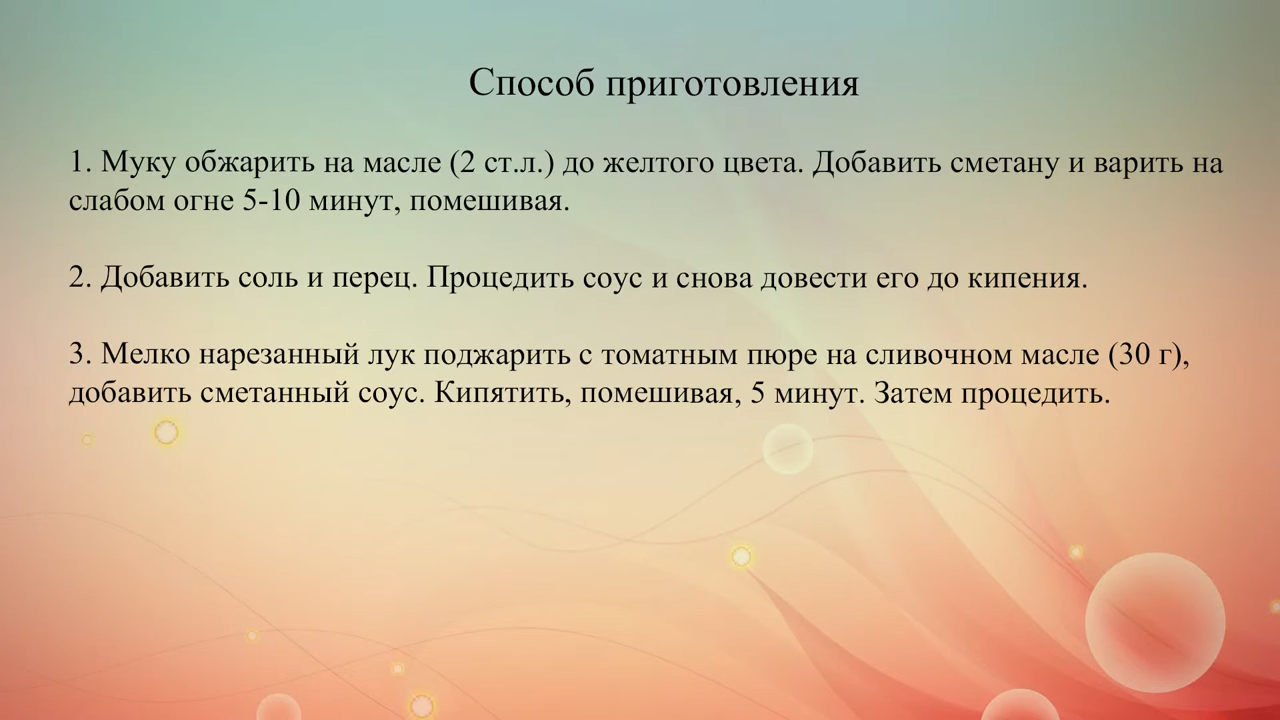 Способ приготовления
1. Муку обжарить на масле (2 ст.л.) до желтого цвета. Добавить сметану и варить на
слабом огне 5-10 минут, помешивая.
2. Добавить соль и перец. Процедить соус и снова довести его до кипения.
3. Мелко нарезанный лук поджарить с томатным пюре на сливочном масле (30 г),
добавить сметанный соус. Кипятить, помешивая, 5 минут. Затем процедить.